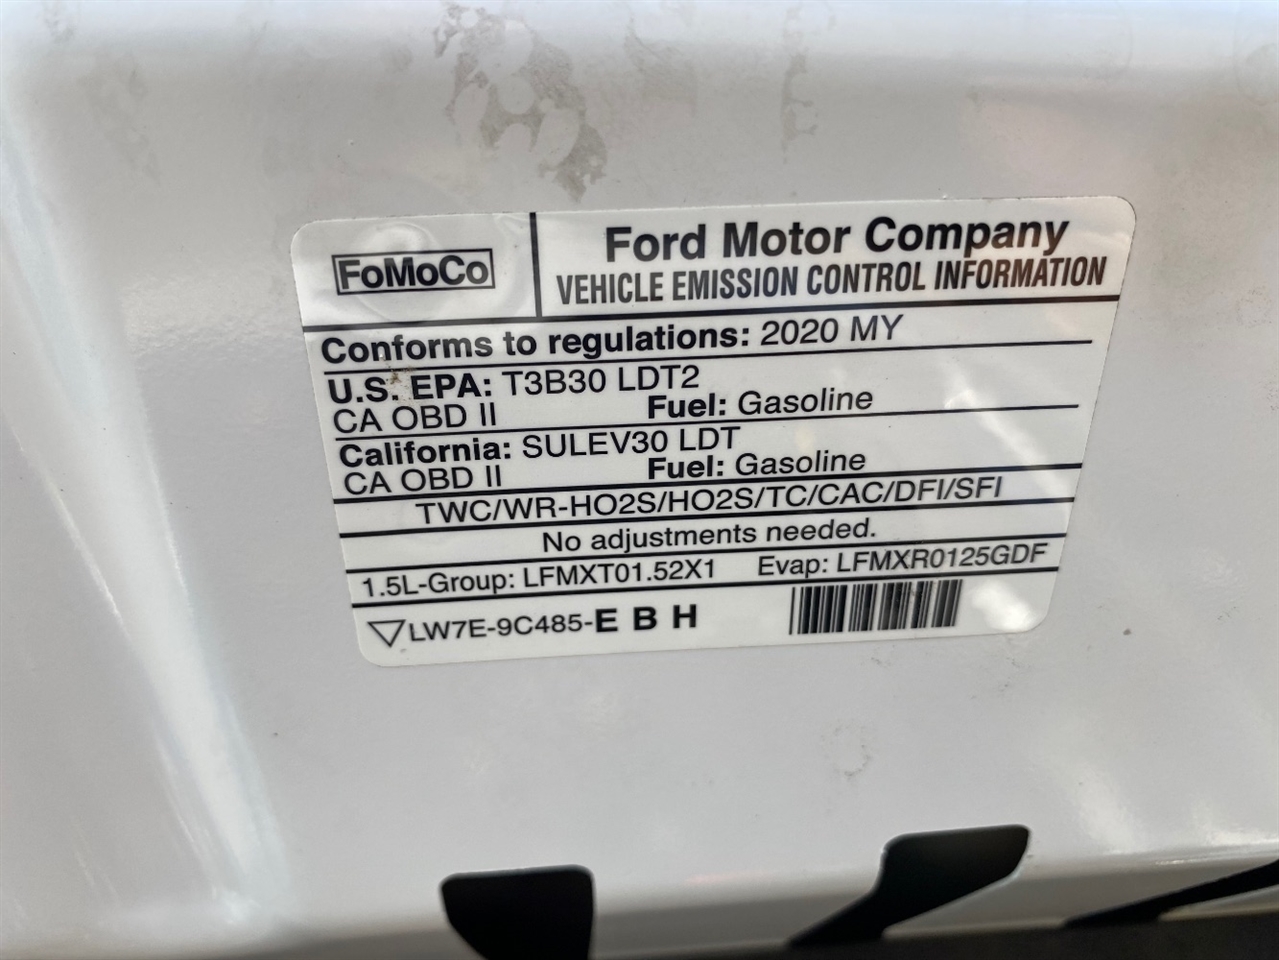 FoMoCo
Ford Motor Company
VEHICLE EMISSION CONTROL INFORMATION
Conforms to regulations: 2020 MY
U.S. EPA: T3B30 LDT2
CA OBD II Fuel: Gasoline
California: SULEV30 LDT
CA OBD II Fuel: Gasoline
TWC/WR-HO2S/HO2S/TC/CAC/DFI/SFI
No adjustments needed.
1.5L-Group: LFMXT01.52X1 Evap: LFMXR0125GDF
LW7E-9C485-E B H